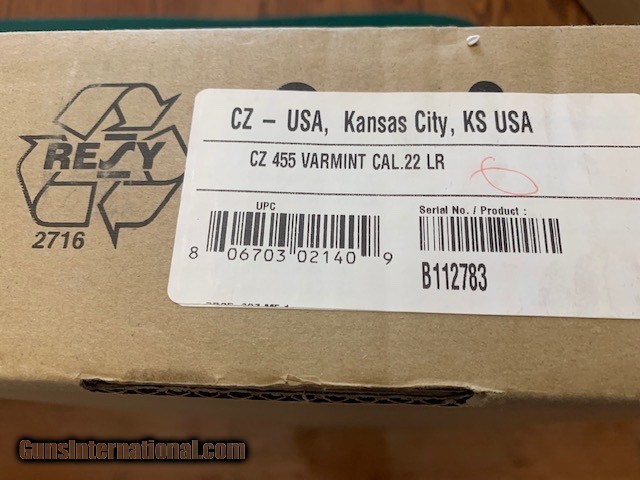 CZ – USA, Kansas City, KS USA
CZ 455 VARMINT CAL.22 LR
RESY
2716
UPC
8 06703 02140 9
Serial No. / Product :
B112783
GunsInternational.com